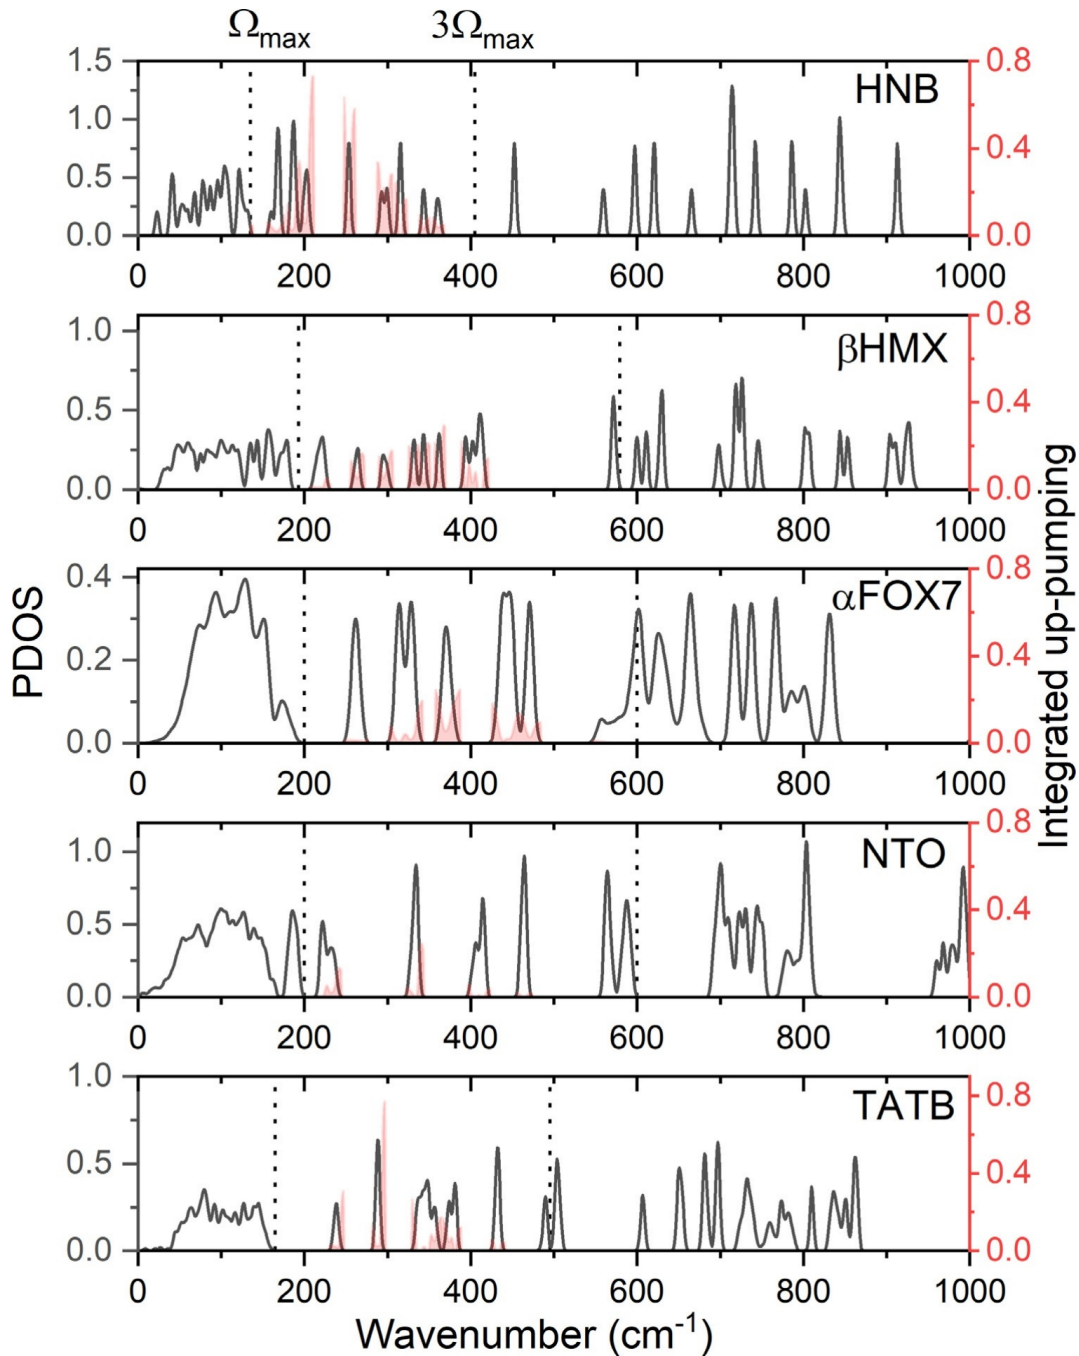 Ωmax 3Ωmax
1.5 0.8
HNB
1.0
0.4
0.5
0.0 0.0
0 200 400 600 800 1000
0.8
1.0 βHMX
0.4
0.5
0.0 0.0
0 200 400 600 800 1000
0.4 0.8
αFOX7
0.2 0.4
0.0 0.0
0 200 400 600 800 1000
0.8
1.0 NTO
0.4
0.5
0.0 0.0
0 200 400 600 800 1000
1.0
0.8
TATB
0.5 0.4
0.0 0.0
0 200 400 600 800 1000
PDOS
Integrated up-pumping
Wavenumber (cm⁻¹)